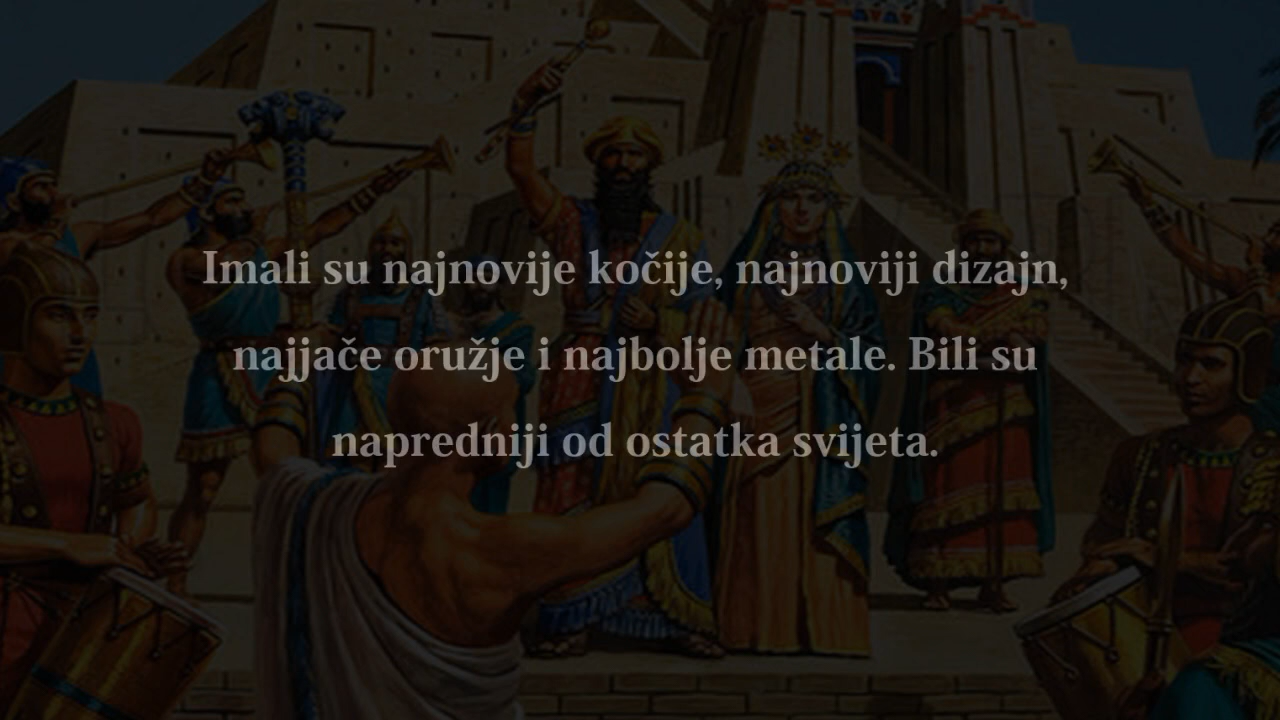 Imali su najnovije kočije, najnoviji dizajn,
najjače oružje i najbolje metale. Bili su
napredniji od ostatka svijeta.